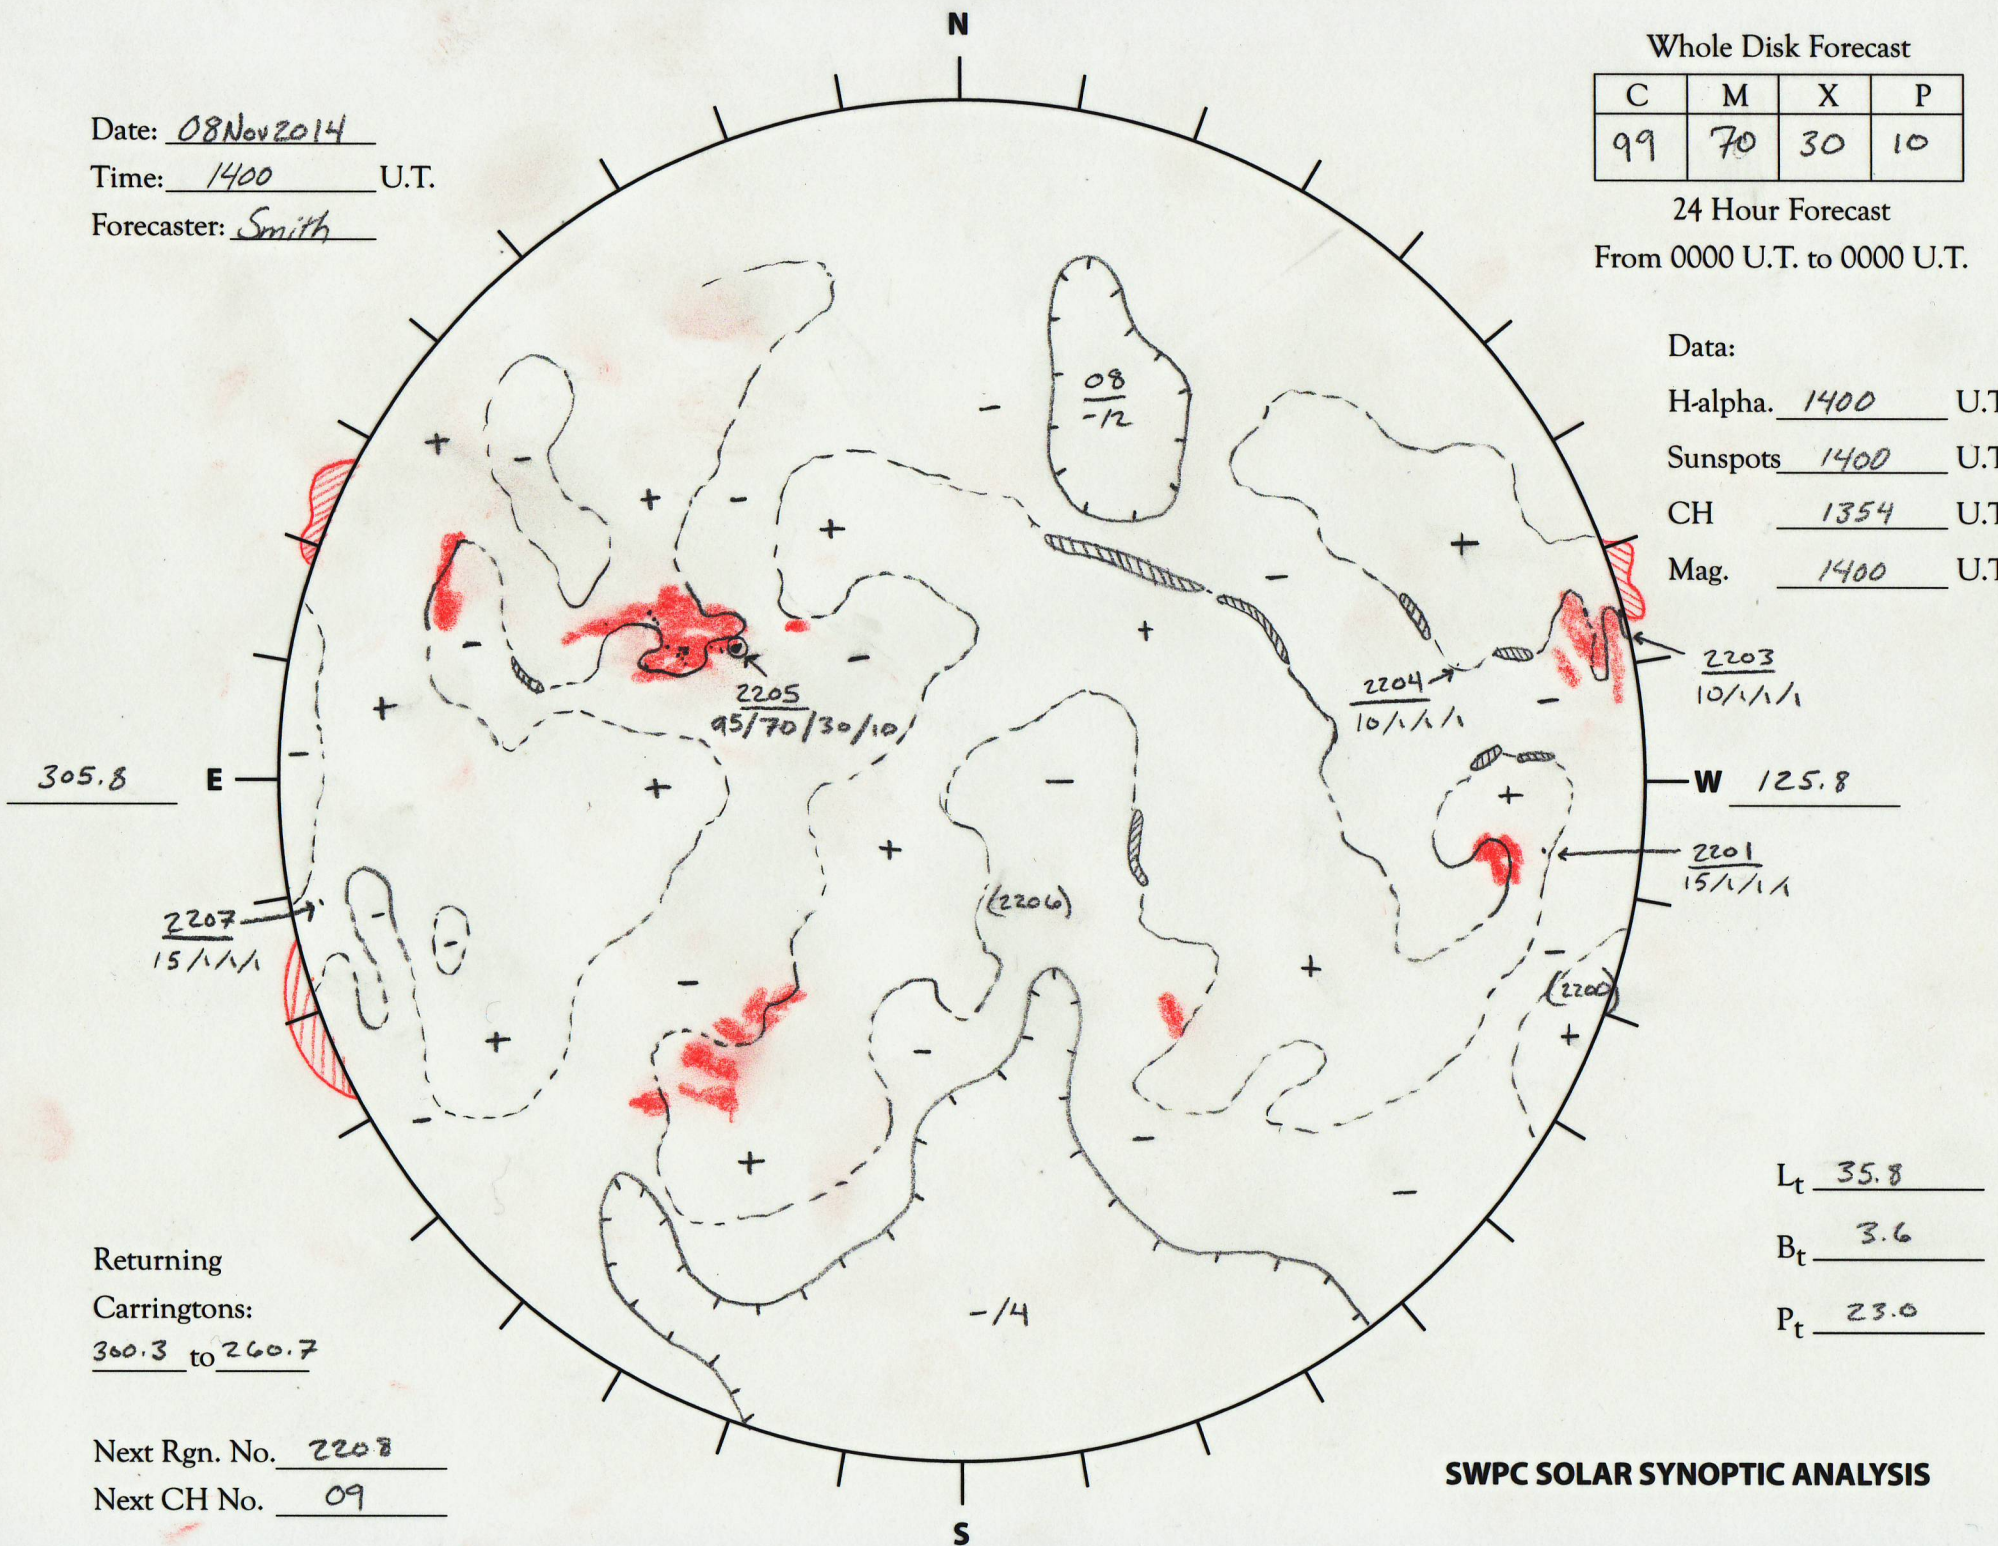 N
Whole Disk Forecast
C M X P
99 70 30 10
24 Hour Forecast
From 0000 U.T. to 0000 U.T.
Date: 08Nov2014
Time: 1400 U.T.
Forecaster: Smith
Data:
H-alpha. 1400 U.T
Sunspots 1400 U.T
CH 1354 U.T
Mag. 1400 U.T
08
-12
+
-
+
-
-
+
+
-
+
-
-
+
-
2205
95/70/30/10
2204
10/1/1/1
2203
10/1/1/1
305.8 E
W 125.8
-
+
-
+
+
2201
15/1/1/1
(2206)
2207
15/1/1/1
-
-
-
+
+
-
(2200)
+
-
-
+
-
-
-/4
Lt 35.8
Bt 3.6
Pt 23.0
Returning
Carringtons:
300.3 to 260.7
Next Rgn. No. 2208
Next CH No. 09
SWPC SOLAR SYNOPTIC ANALYSIS
S